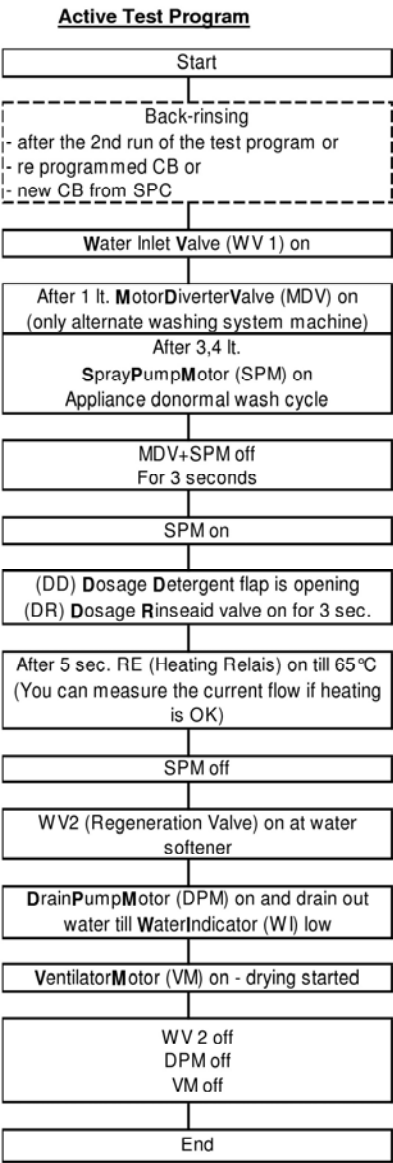 Active Test Program
Start
Back-rinsing
- after the 2nd run of the test program or
- re programmed CB or
- new CB from SPC
Water Inlet Valve (WV 1) on
After 1 lt. MotorDiverterValve (MDV) on
(only alternate washing system machine)
After 3,4 lt.
SprayPumpMotor (SPM) on
Appliance donormal wash cycle
MDV+SPM off
For 3 seconds
SPM on
(DD) Dosage Detergent flap is opening
(DR) Dosage Rinseaid valve on for 3 sec.
After 5 sec. RE (Heating Relais) on till 65°C
(You can measure the current flow if heating
is OK)
SPM off
WV2 (Regeneration Valve) on at water
softener
DrainPumpMotor (DPM) on and drain out
water till WaterIndicator (WI) low
VentilatorMotor (VM) on - drying started
WV 2 off
DPM off
VM off
End